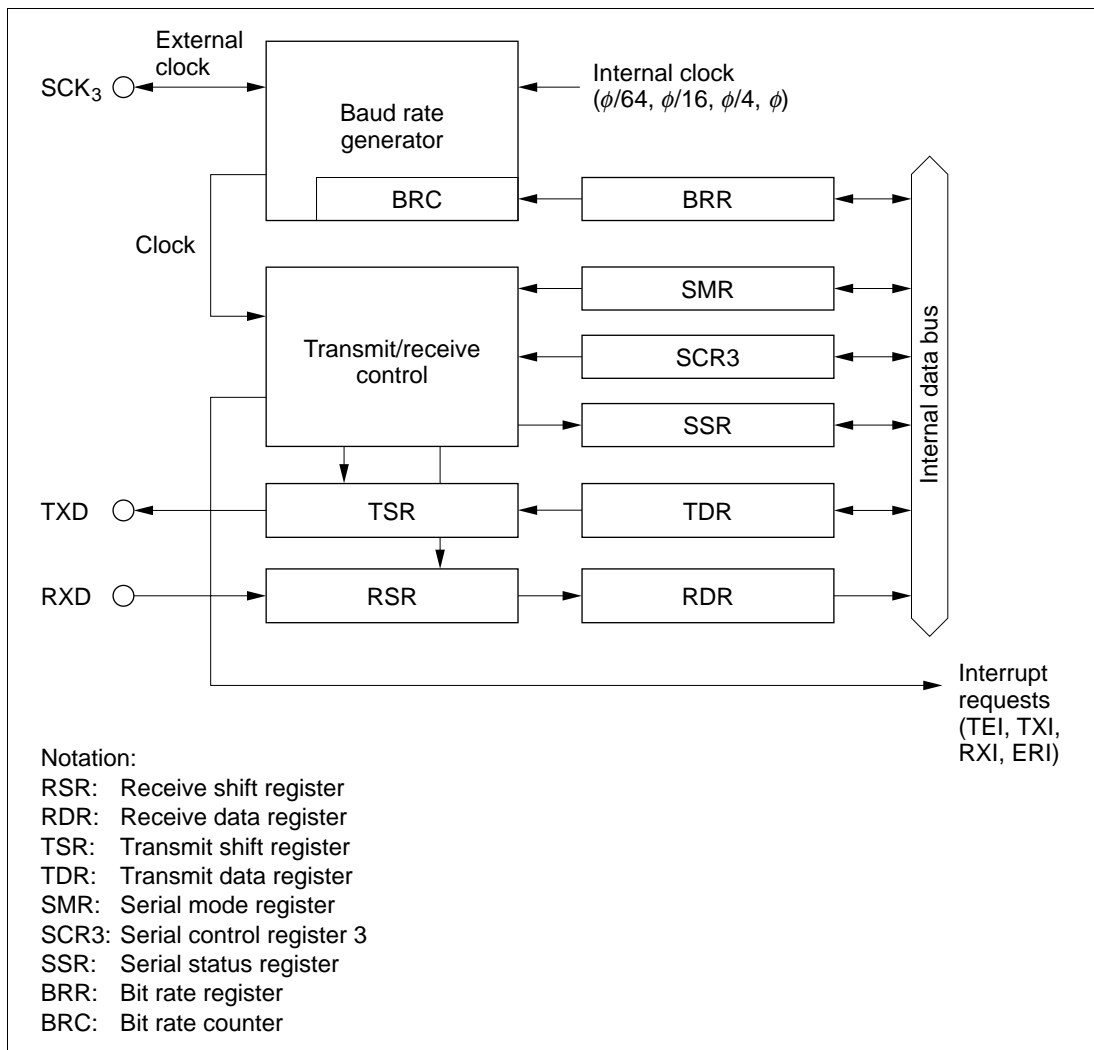 External
clock
SCK3
Internal clock
(ϕ/64, ϕ/16, ϕ/4, ϕ)
Baud rate
generator
BRC
BRR
Clock
SMR
Transmit/receive
control
SCR3
SSR
Internal data bus
TXD
TSR
TDR
RXD
RSR
RDR
Interrupt
requests
(TEI, TXI,
RXI, ERI)
Notation:
RSR: Receive shift register
RDR: Receive data register
TSR: Transmit shift register
TDR: Transmit data register
SMR: Serial mode register
SCR3: Serial control register 3
SSR: Serial status register
BRR: Bit rate register
BRC: Bit rate counter